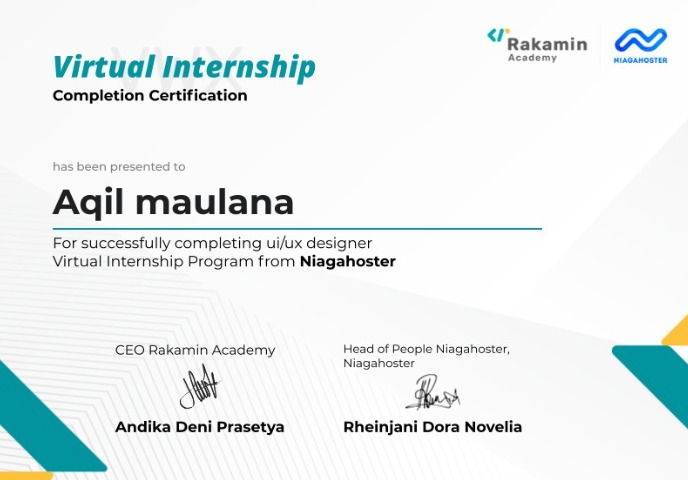 Rakamin
Academy
NIAGAHOSTER
Virtual Internship
Completion Certification
has been presented to
Aqil maulana
For successfully completing ui/ux designer
Virtual Internship Program from Niagahoster
CEO Rakamin Academy
Andika Deni Prasetya
Head of People Niagahoster,
Niagahoster
Rheinjani Dora Novelia